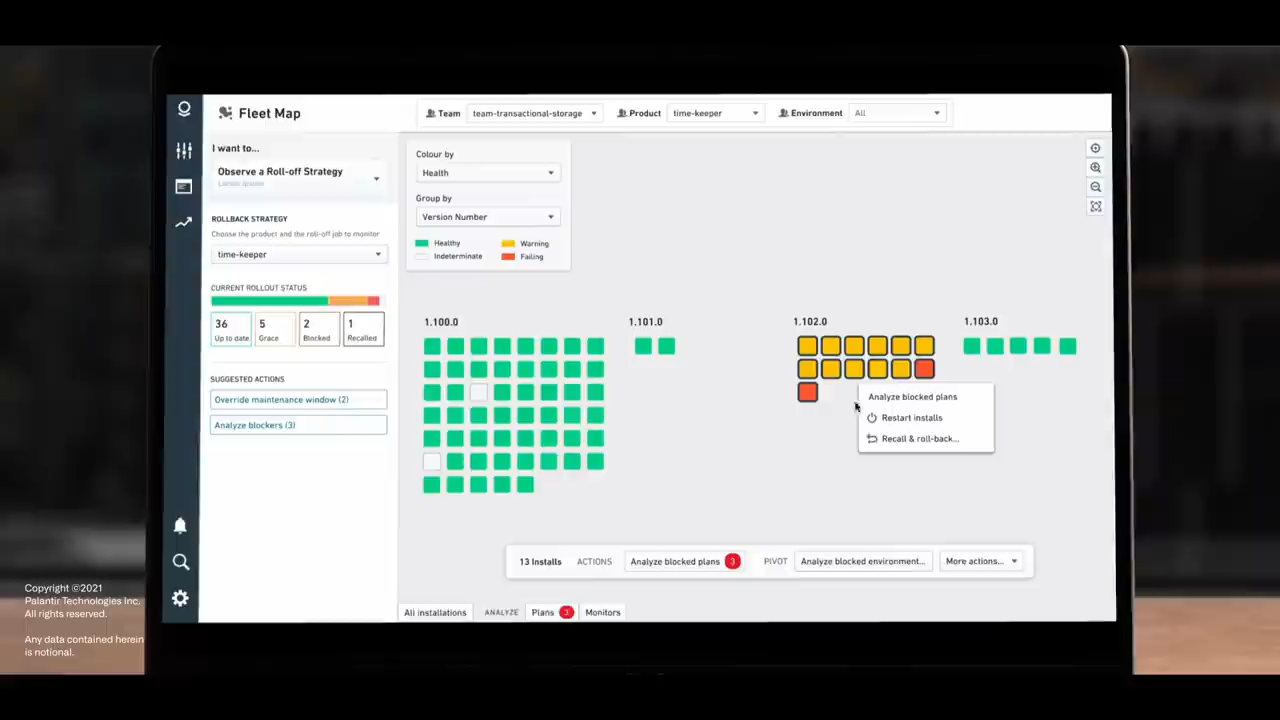 Fleet Map
Team
team-transactional-storage
Product
time-keeper
Environment
All
I want to...
Observe a Roll-off Strategy
Lorem Ipsum
ROLLBACK STRATEGY
Choose the product and the roll-off job to monitor
time-keeper
CURRENT ROLLOUT STATUS
36
Up to date
5
Grace
2
Blocked
1
Recalled
SUGGESTED ACTIONS
Override maintenance window (2)
Analyze blockers (3)
Colour by
Health
Group by
Version Number
Healthy
Warning
Indeterminate
Failing
1.100.0
1.101.0
1.102.0
1.103.0
Analyze blocked plans
Restart installs
Recall & roll-back...
13 Installs
ACTIONS
Analyze blocked plans
3
PIVOT
Analyze blocked environment...
More actions...
All installations
ANALYZE
Plans
3
Monitors
Copyright ©2021
Palantir Technologies Inc.
All rights reserved.
Any data contained herein
is notional.